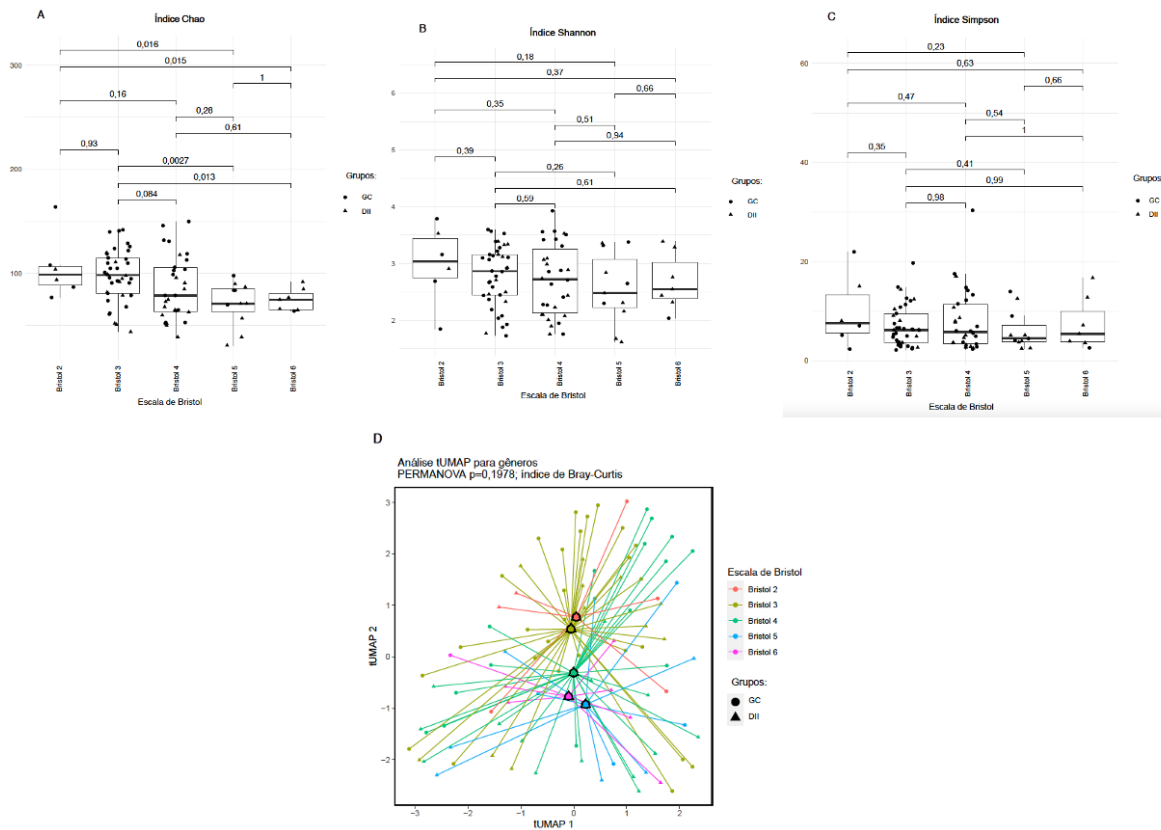 A
Índice Chao
0,016
300
0,015
1
0,16
0,28
0,61
200
0,93
0,0027
0,013
0,084
100
Grupos:
GC
DII
Bristol 2
Bristol 3
Bristol 4
Bristol 5
Bristol 6
Escala de Bristol
B
Índice Shannon
0,18
0,37
6
0,66
0,35
0,51
5
0,94
0,39
0,26
0,61
4
0,59
3
2
Grupos:
GC
DII
Bristol 2
Bristol 3
Bristol 4
Bristol 5
Bristol 6
Escala de Bristol
C
Índice Simpson
0,23
60
0,63
0,66
0,47
0,54
1
0,35
40
0,41
0,99
0,98
20
0
Grupos:
GC
DII
Bristol 2
Bristol 3
Bristol 4
Bristol 5
Bristol 6
Escala de Bristol
D
Análise tUMAP para gêneros
PERMANOVA p=0,1978; índice de Bray-Curtis
tUMAP 2
3
2
1
0
−1
−2
−3
−2
−1
0
1
2
tUMAP 1
Escala de Bristol
Bristol 2
Bristol 3
Bristol 4
Bristol 5
Bristol 6
Grupos:
GC
DII